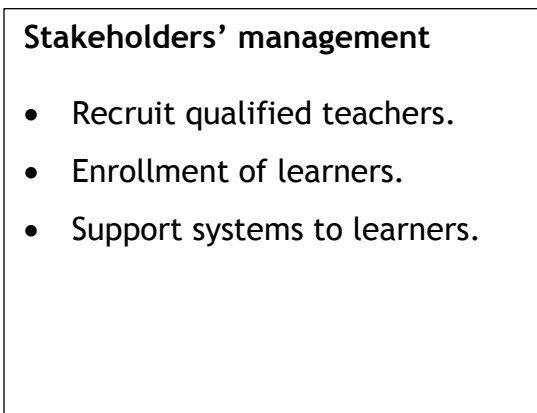 Stakeholders’ management
• Recruit qualified teachers.
• Enrollment of learners.
• Support systems to learners.